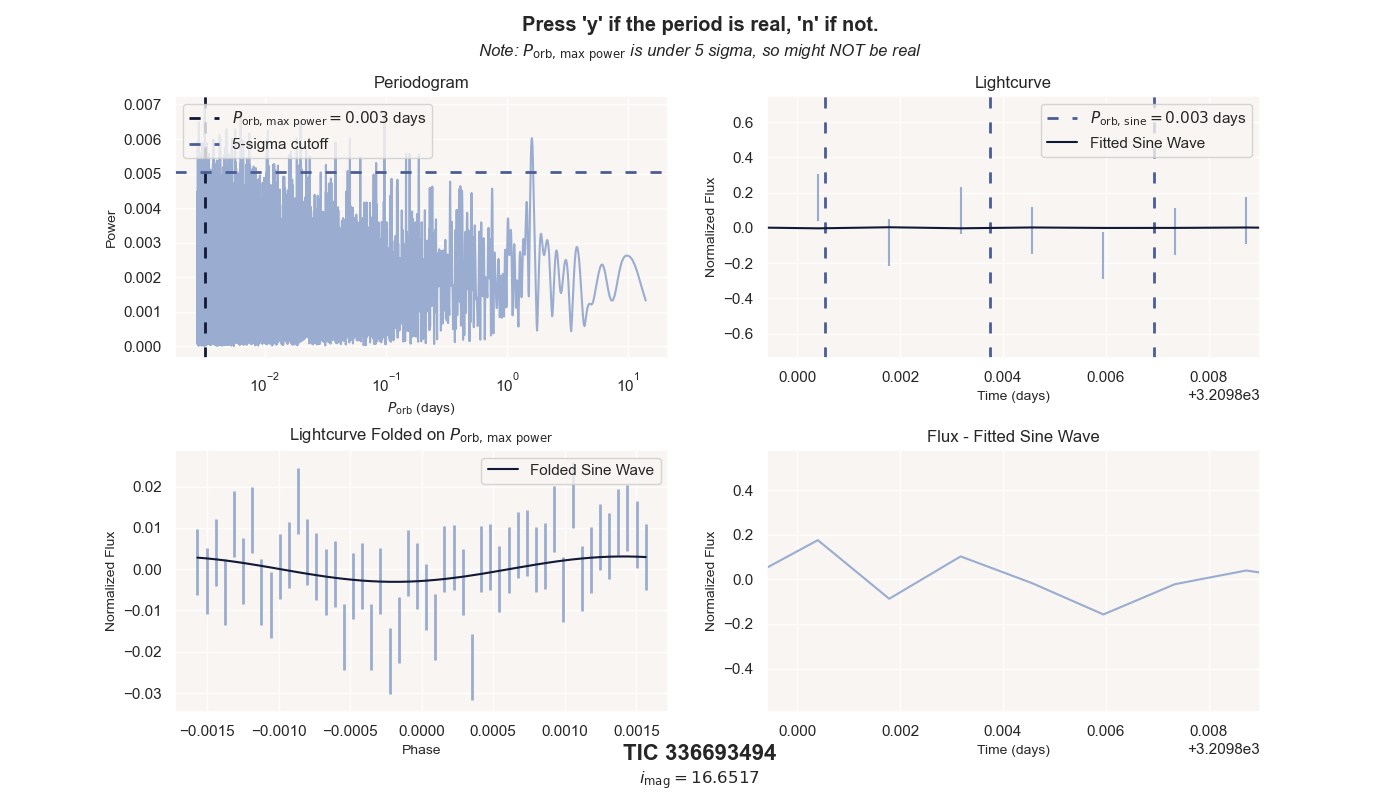 Press 'y' if the period is real, 'n' if not.
Note: P_orb, max power is under 5 sigma, so might NOT be real
Periodogram
P_orb, max power = 0.003 days
5-sigma cutoff
0.007
0.006
0.005
0.004
0.003
0.002
0.001
0.000
Power
10^-2
10^-1
10^0
10^1
P_orb (days)
Lightcurve
P_orb, sine = 0.003 days
Fitted Sine Wave
0.6
0.4
0.2
0.0
−0.2
−0.4
−0.6
Normalized Flux
0.000
0.002
0.004
0.006
0.008
+3.2098e3
Time (days)
Lightcurve Folded on P_orb, max power
Folded Sine Wave
0.02
0.01
0.00
−0.01
−0.02
−0.03
Normalized Flux
−0.0015
−0.0010
−0.0005
0.0000
0.0005
0.0010
0.0015
Phase
Flux - Fitted Sine Wave
0.4
0.2
0.0
−0.2
−0.4
Normalized Flux
0.000
0.002
0.004
0.006
0.008
+3.2098e3
Time (days)
TIC 336693494
i_mag = 16.6517